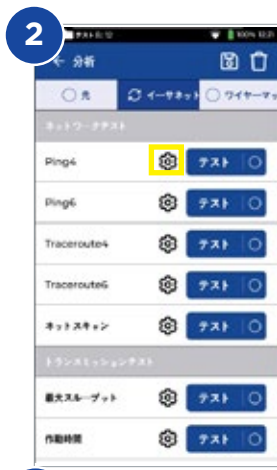 2
100% 12:21
← 分析
光 イーサネット ワイヤーマッ
ネットワークテスト
Ping4 テスト
Ping6 テスト
Traceroute4 テスト
Traceroute6 テスト
ネットスキャン テスト
トランスミッションテスト
最大スループット テスト
作動時間 テスト